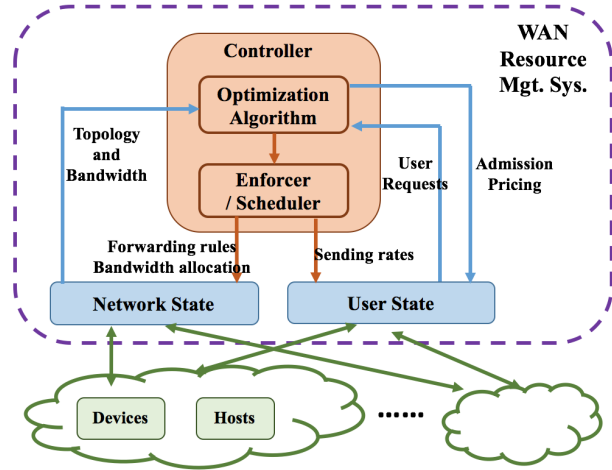 WAN
Resource
Mgt. Sys.
Controller
Optimization
Algorithm
Topology
and
Bandwidth
User
Requests
Admission
Pricing
Enforcer
/ Scheduler
Forwarding rules
Bandwidth allocation
Sending rates
Network State
User State
Devices
Hosts
......